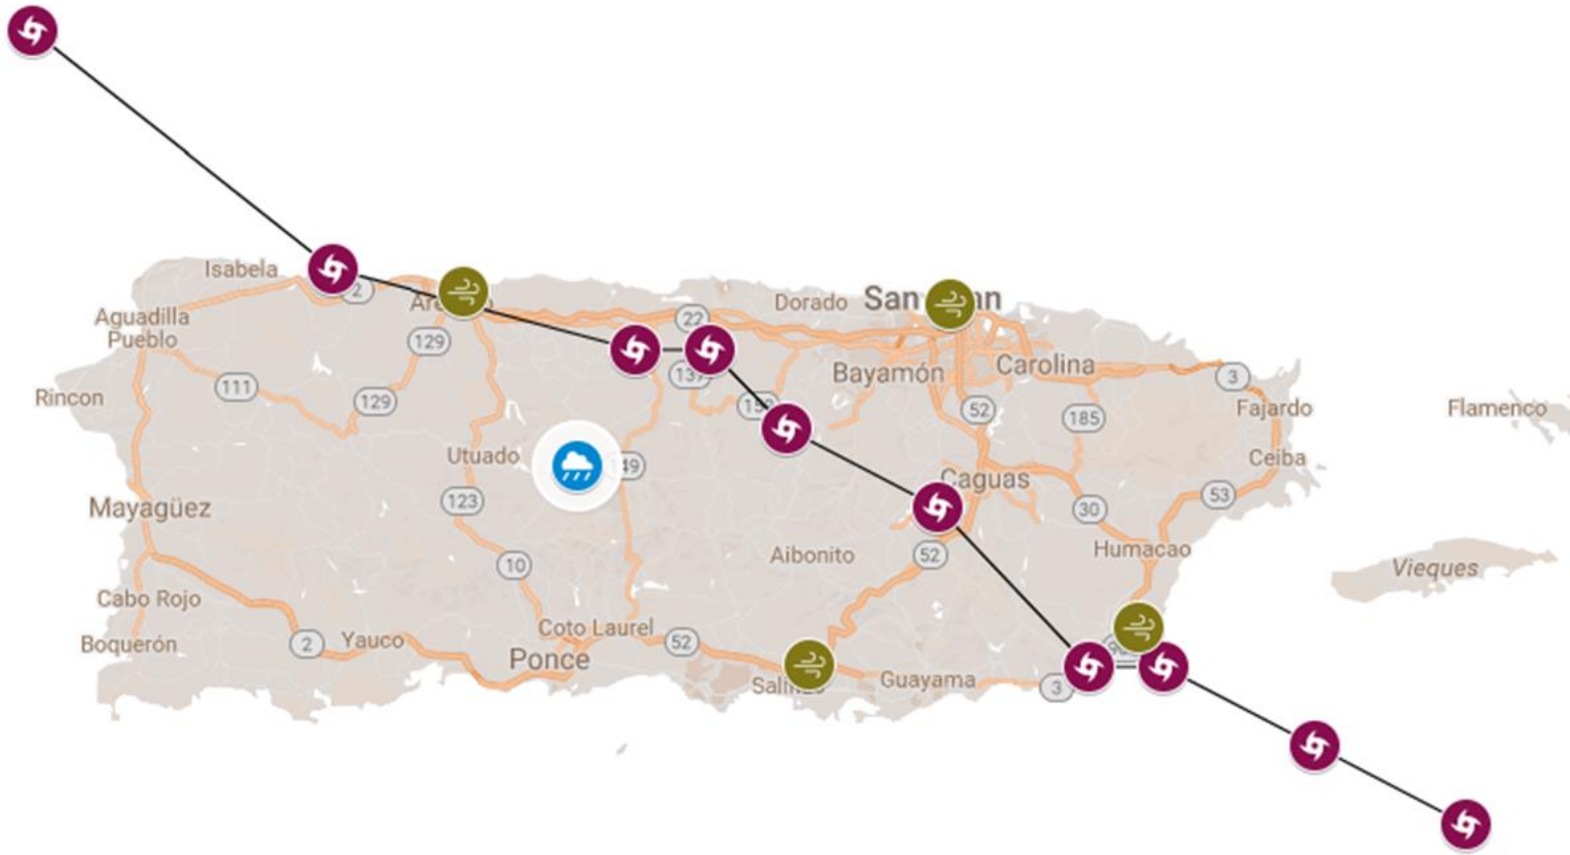 Isabela
2
Dorado
22
Aguadilla
Pueblo
129
137
Bayamón
Carolina
3
Rincon
111
129
52
185
Fajardo
Flamenco
Utuado
Caguas
Ceiba
Mayagüez
123
30
53
Aibonito
52
Humacao
Vieques
10
Cabo Rojo
Coto Laurel
Boquerón
2
Yauco
52
Ponce
Guayama
3
San